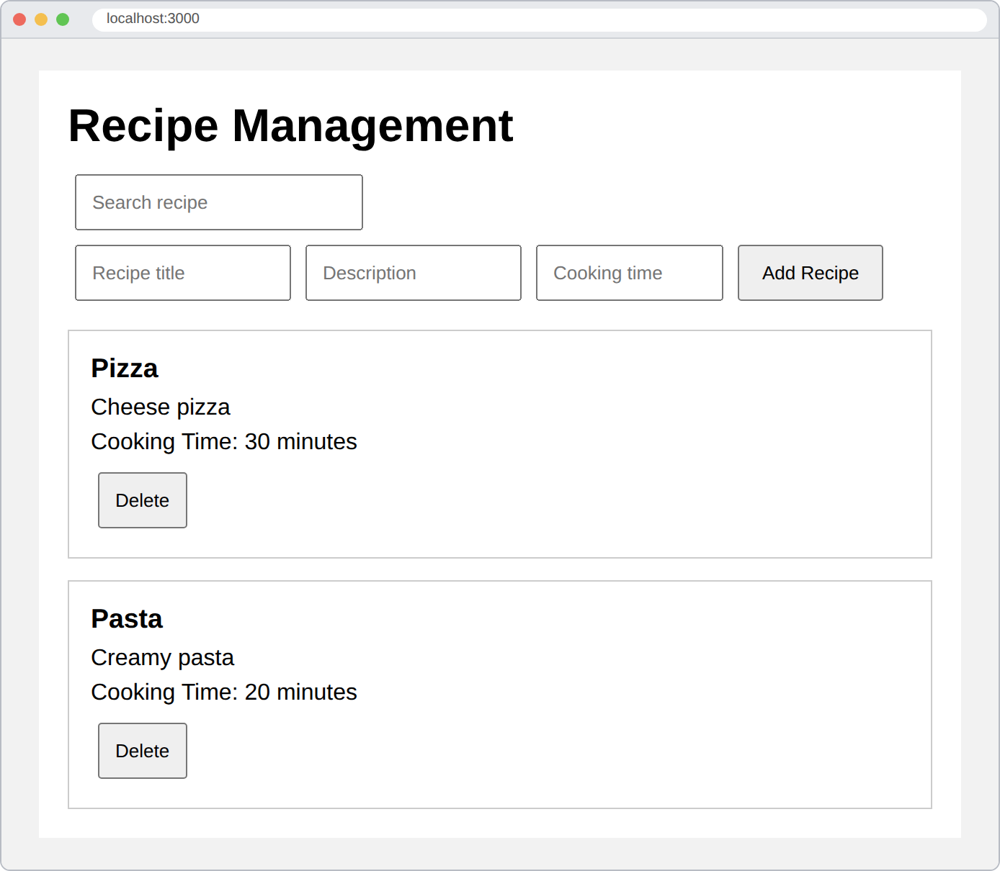 localhost:3000
Recipe Management
Search recipe
Recipe title Description Cooking time Add Recipe
Pizza
Cheese pizza
Cooking Time: 30 minutes
Delete
Pasta
Creamy pasta
Cooking Time: 20 minutes
Delete